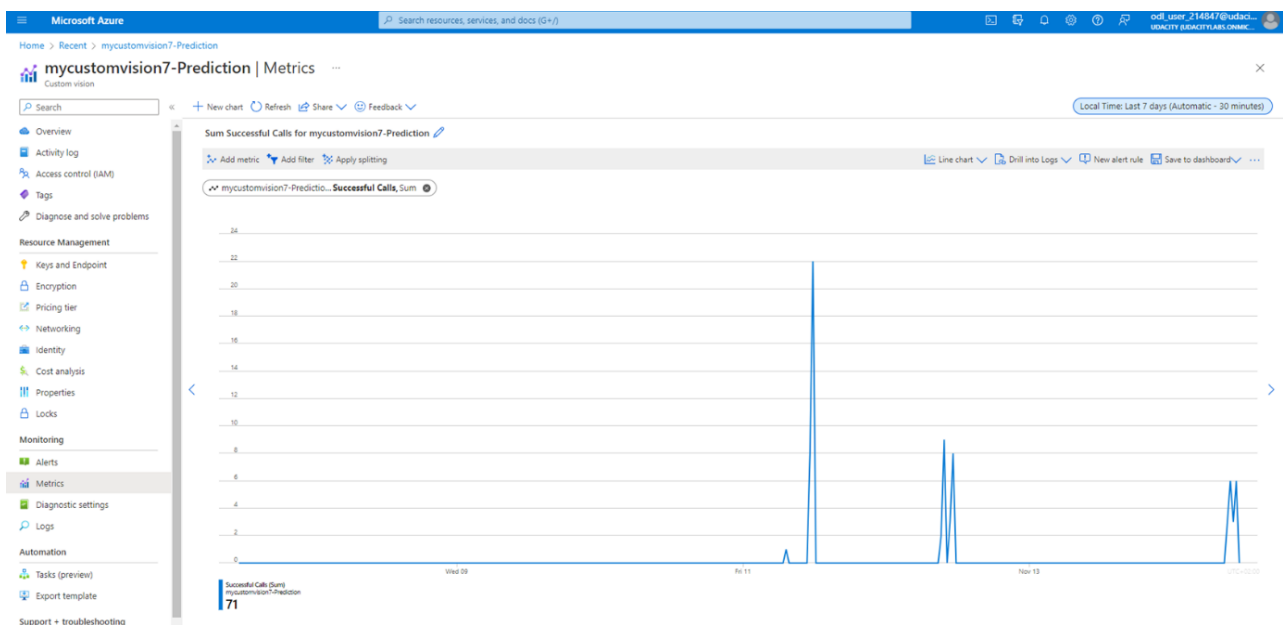 Microsoft Azure
Search resources, services, and docs (G+/)
odl_user_214847@udaci...
UDACITY (UDACITYLABS.ONMIC...
Home > Recent > mycustomvision7-Prediction
mycustomvision7-Prediction | Metrics ...
Custom vision
Search
New chart Refresh Share Feedback
Local Time: Last 7 days (Automatic - 30 minutes)
Overview
Activity log
Access control (IAM)
Tags
Diagnose and solve problems
Resource Management
Keys and Endpoint
Encryption
Pricing tier
Networking
Identity
Cost analysis
Properties
Locks
Monitoring
Alerts
Metrics
Diagnostic settings
Logs
Automation
Tasks (preview)
Export template
Support + troubleshooting
Sum Successful Calls for mycustomvision7-Prediction
Add metric Add filter Apply splitting
Line chart Drill into Logs New alert rule Save to dashboard ...
mycustomvision7-Predictio... Successful Calls, Sum
24
22
20
18
16
14
12
10
8
6
4
2
0
Wed 09 Fri 11 Nov 13 UTC+02:00
Successful Calls (Sum)
mycustomvision7-Prediction
71